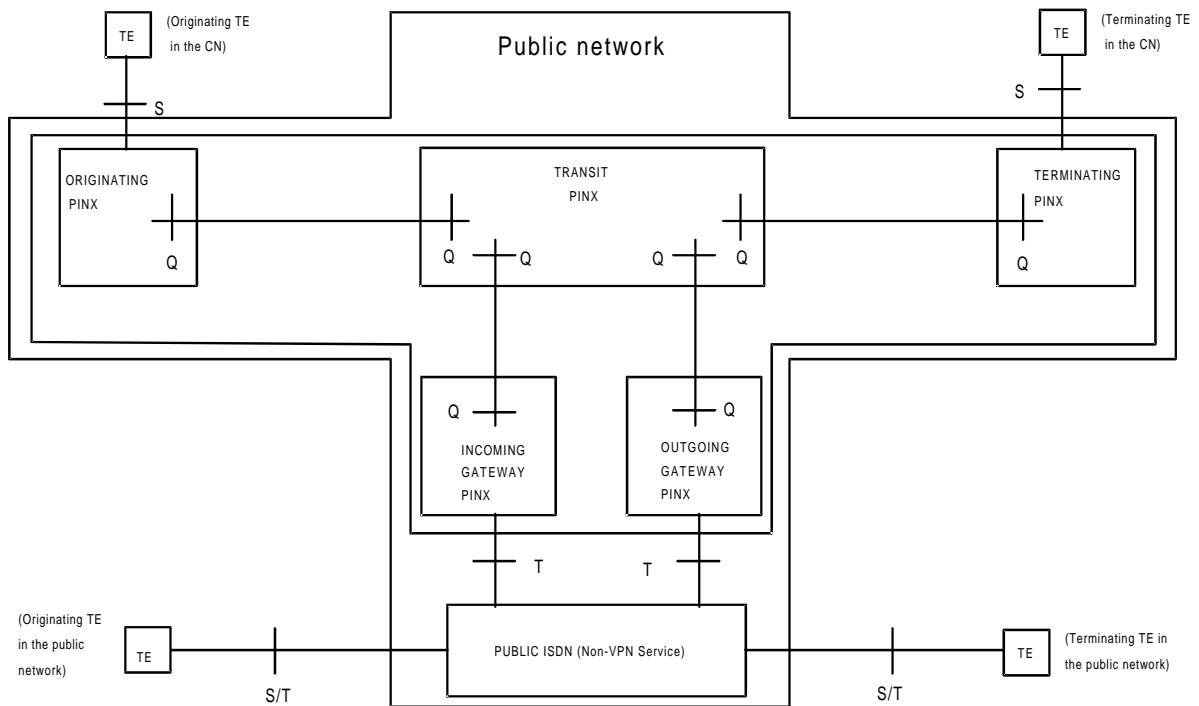 TE
(Originating TE
in the CN)
Public network
TE
(Terminating TE
in the CN)
S
S
ORIGINATING
PINX
TRANSIT
PINX
TERMINATING
PINX
Q
Q
Q
Q
Q
Q
Q
Q
INCOMING
GATEWAY
PINX
OUTGOING
GATEWAY
PINX
T
T
(Originating TE
in the public
network)
TE
PUBLIC ISDN (Non-VPN Service)
TE
(Terminating TE in
the public network)
S/T
S/T